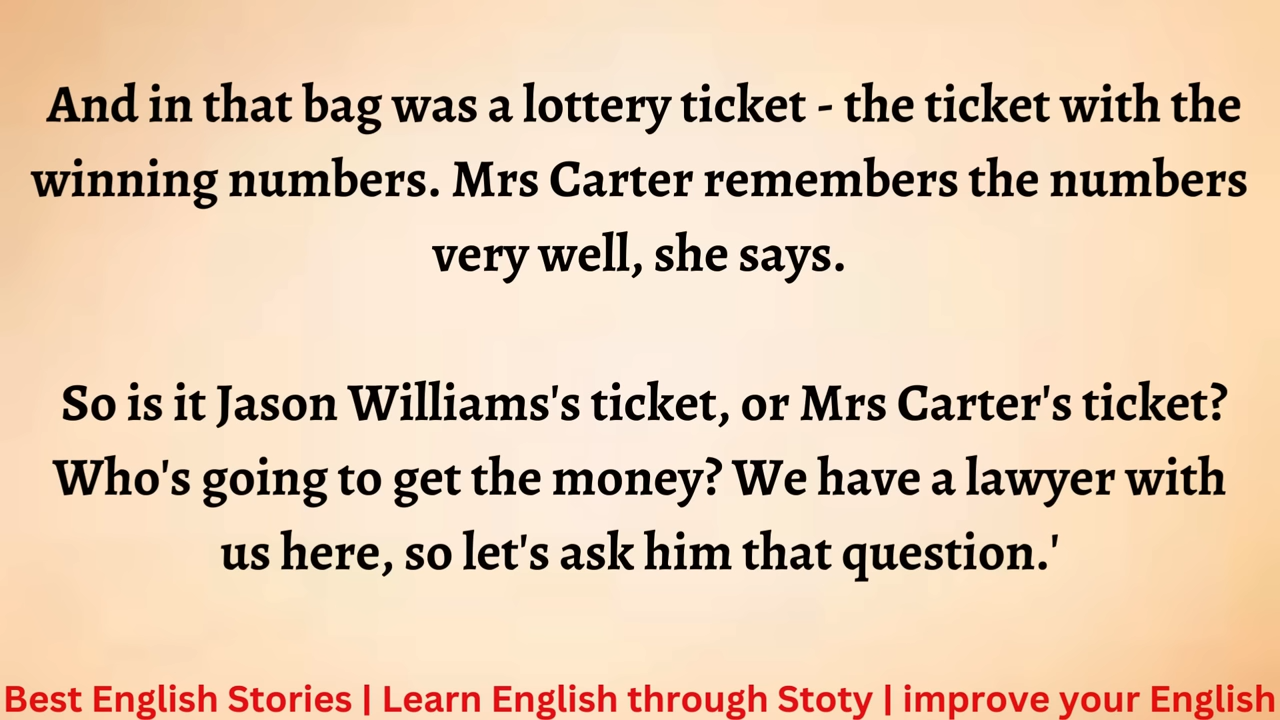 And in that bag was a lottery ticket - the ticket with the
winning numbers. Mrs Carter remembers the numbers
very well, she says.
So is it Jason Williams's ticket, or Mrs Carter's ticket?
Who's going to get the money? We have a lawyer with
us here, so let's ask him that question.'
Best English Stories | Learn English through Stoty | improve your English